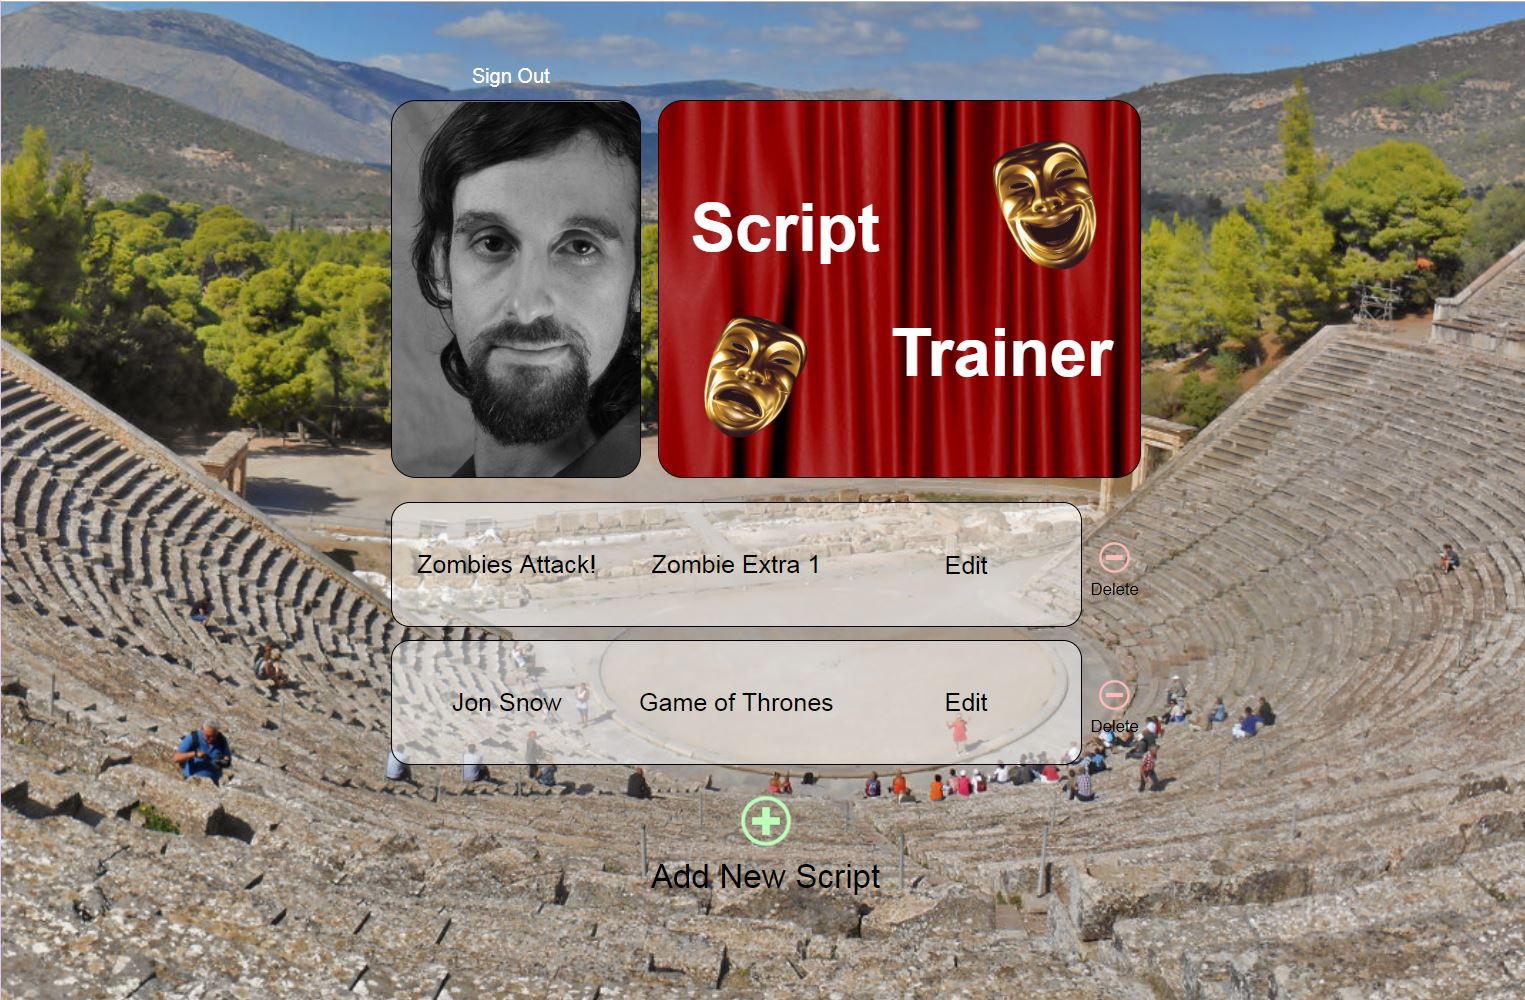 Sign Out
Script
Trainer
Zombies Attack! Zombie Extra 1 Edit
Delete
Jon Snow Game of Thrones Edit
Delete
Add New Script